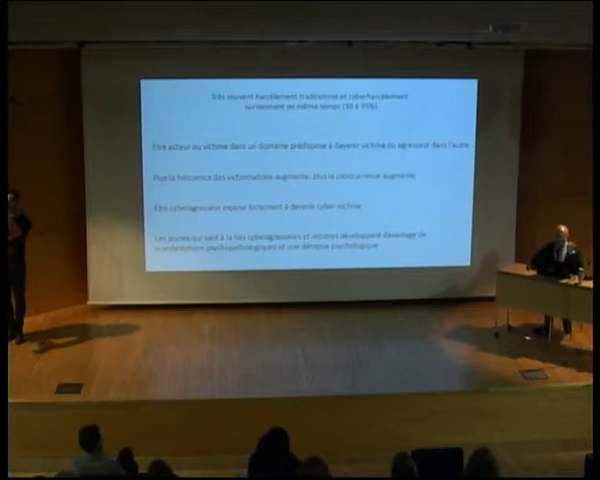 Très souvent harcèlement traditionnel et cyberharcèlement
surviennent en même temps (30 à 95%)
Etre acteur ou victime dans un domaine prédispose à devenir victime ou agresseur dans l'autre
Plus la fréquence des victimations augmente, plus la cooccurrence augmente
Être cyberagresseur expose fortement à devenir cyber-victime
Les jeunes qui sont à la fois cyberagresseurs et victimes développent davantage de
manifestations psychopathologiques et une détresse psychologique